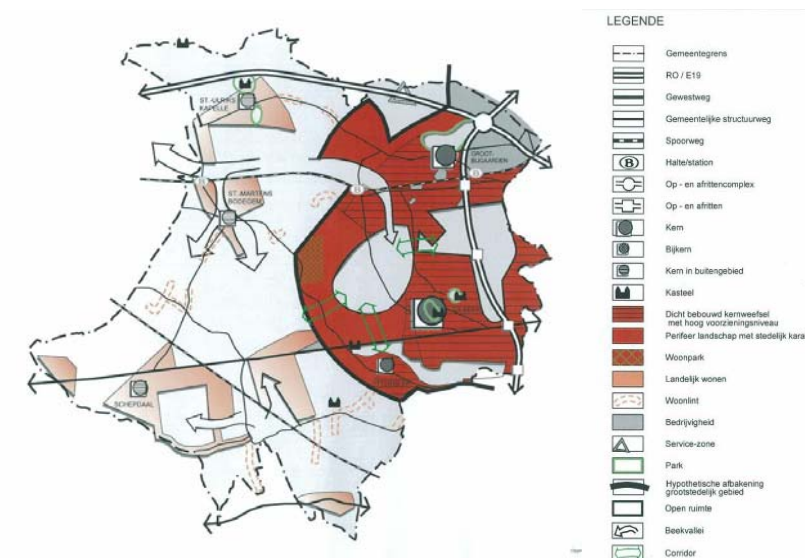 LEGENDE
Gemeentegrens
RO / E19
Gewestweg
Gemeentelijke structuurweg
Spoorweg
B
Halte/station
Op - en afrittencomplex
Op - en afritten
Kern
Bijkern
Kern in buitengebied
Kasteel
Dicht bebouwd kernweefsel
met hoog voorzieningsniveau
Perifeer landschap met stedelijk kara
Woonpark
Landelijk wonen
Woonlint
Bedrijvigheid
Service-zone
Park
Hypothetische afbakening
grootstedelijk gebied
Open ruimte
Beekvallei
Corridor
ST.-ULRIKS
KAPELLE
GROOT-
BIJGAARDEN
B
B
B
ST.-MARTENS
BODEGEM
SCHEPDAAL